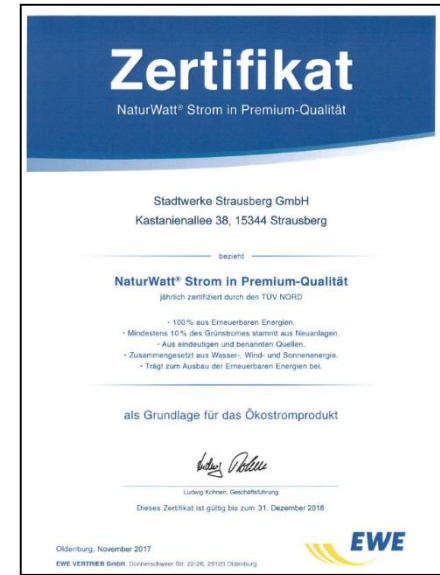 Zertifikat
NaturWatt® Strom in Premium-Qualität
Stadtwerke Strausberg GmbH
Kastanienallee 38, 15344 Strausberg
bezieht
NaturWatt® Strom in Premium-Qualität
jährlich zertifiziert durch den TÜV NORD
• 100% aus Erneuerbaren Energien.
• Mindestens 10% des Grünstromes stammt aus Neuanlagen.
• Aus eindeutigen und benannten Quellen.
• Zusammengesetzt aus Wasser-, Wind- und Sonnenenergie.
• Trägt zum Ausbau der Erneuerbaren Energien bei.
als Grundlage für das Ökostromprodukt
Ludwig Kohnen, Geschäftsführung
Dieses Zertifikat ist gültig bis zum 31. Dezember 2018
Oldenburg, November 2017
EWE VERTRIEB GmbH, Donnerschweer Str. 22-26, 26123 Oldenburg
EWE